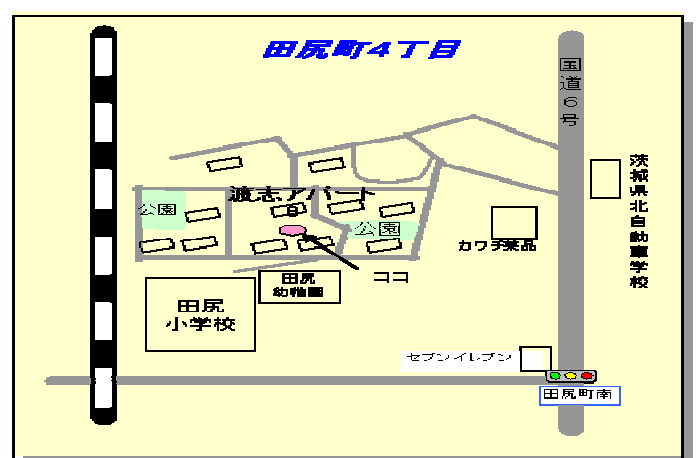 田尻町4丁目
国道6号
茨城県北自動車学校
渡志アパート
公園
8
公園
カワチ薬品
ココ
田尻
幼稚園
田尻
小学校
セブンイレブン
田尻町南